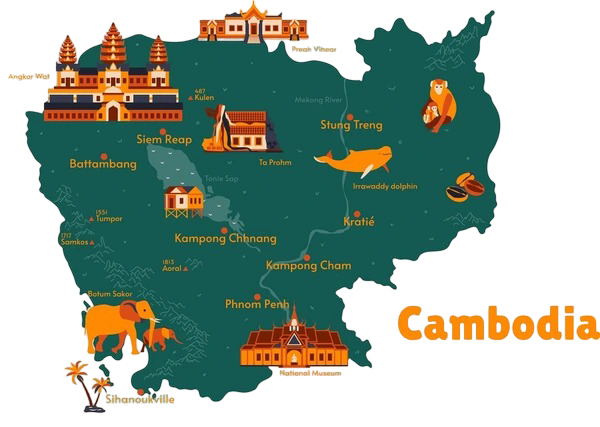 Preah Vihear
Angkor Wat
487
Kulen
Mekong River
Stung Treng
Siem Reap
Battambang
Ta Prohm
Tonle Sap
Irrawaddy dolphin
1551
Tumpor
Kratié
1717
Samkos
Kampong Chhnang
1813
Aoral
Kampong Cham
Botum Sakor
Phnom Penh
Cambodia
National Museum
Sihanoukville